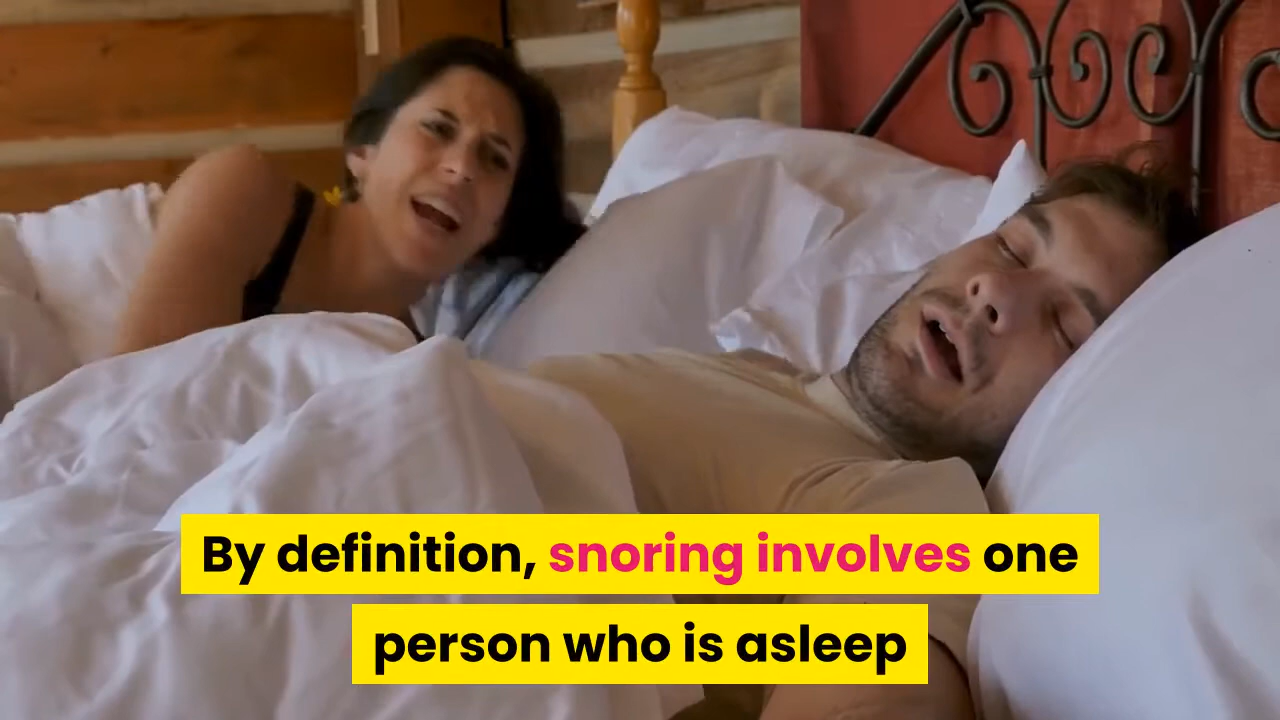 By definition, snoring involves one
person who is asleep